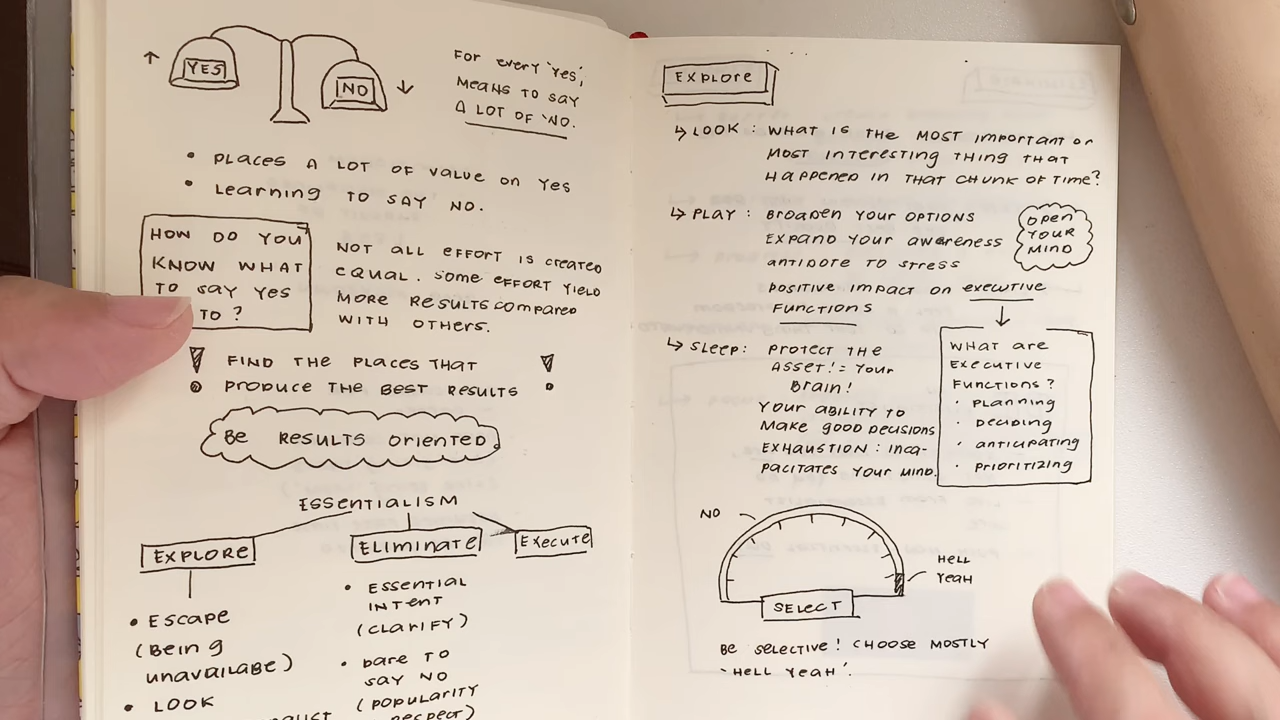 YES
NO
FOR EVERY 'YES',
MEANS TO SAY
A LOT OF 'NO.
• PLACES A LOT OF VALUE ON YES
• LEARNING TO SAY NO.
HOW DO YOU
KNOW WHAT
TO SAY YES
TO?
NOT ALL EFFORT IS CREATED
EQUAL. SOME EFFORT YIELD
MORE RESULTS COMPARED
WITH OTHERS.
FIND THE PLACES THAT
PRODUCE THE BEST RESULTS
BE RESULTS ORIENTED.
ESSENTIALISM
EXPLORE
ELIMINATE
EXECUTE
• ESCAPE
(BEING
UNAVAILABE)
• LOOK
• ESSENTIAL
INTENT
(CLARIFY)
• DARE TO
SAY NO
(POPULARITY
RESPECT)
EXPLORE
↳ LOOK : WHAT IS THE MOST IMPORTANT OR
MOST INTERESTING THING THAT
HAPPENED IN THAT CHUNK OF TIME?
↳ PLAY : BROADEN YOUR OPTIONS
EXPAND YOUR AWARENESS
ANTIDOTE TO STRESS
POSITIVE IMPACT ON EXECUTIVE
FUNCTIONS
OPEN
YOUR
MIND
↳ SLEEP: PROTECT THE
ASSET! = YOUR
BRAIN!
YOUR ABILITY TO
MAKE GOOD DECISIONS
EXHAUSTION : INCA-
PACITATES YOUR MIND.
WHAT ARE
EXECUTIVE
FUNCTIONS?
· PLANNING
· DECIDING
· ANTICIPATING
· PRIORITIZING
NO
HELL
YEAH
SELECT
BE SELECTIVE! CHOOSE MOSTLY
'HELL YEAH'.